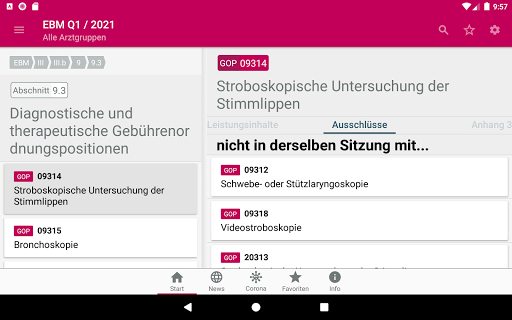 9:57
EBM Q1 / 2021
Alle Arztgruppen
EBM III III.b 9 9.3
Abschnitt 9.3
Diagnostische und
therapeutische Gebührenor
dnungspositionen
GOP 09314
Stroboskopische Untersuchung der
Stimmlippen
GOP 09315
Bronchoskopie
GOP 09314
Stroboskopische Untersuchung der
Stimmlippen
Leistungsinhalte Ausschlüsse Anhang 3
nicht in derselben Sitzung mit...
GOP 09312
Schwebe- oder Stützlaryngoskopie
GOP 09318
Videostroboskopie
GOP 20313
Start News Corona Favoriten Info